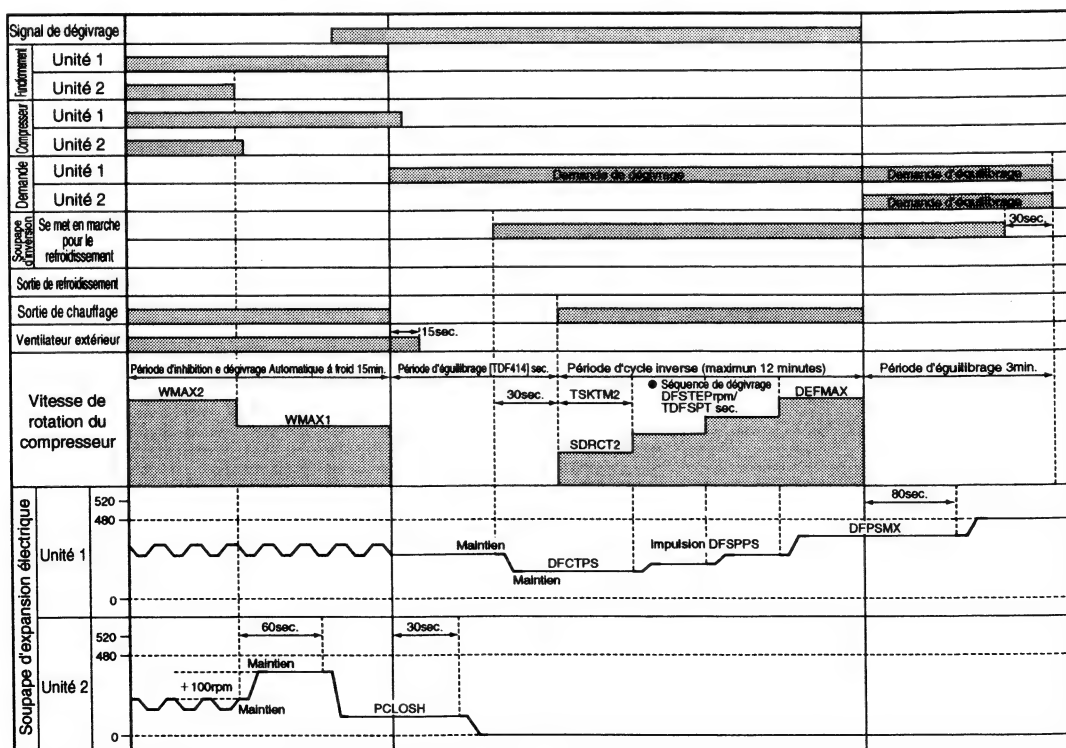 Signal de dégivrage
Fonctionnement
Unité 1
Unité 2
Compresseur
Unité 1
Unité 2
Demande
Unité 1
Demande de dégivrage
Demande d'équilibrage
Unité 2
Demande d'équilibrage
Soupape d'inversion
Se met en marche
pour le
refroidissement
30sec.
Sortie de refroidissement
Sortie de chauffage
Ventilateur extérieur
15sec.
Vitesse de
rotation du
compresseur
Période d'inhibition e dégivrage Automatique á froid 15min.
Période d'équilibrage [TDF414] sec.
Période d'cycle inverse (maximun 12 minutes)
Période d'équilibrage 3min.
WMAX2
WMAX1
30sec.
TSKTM2
● Séquence de dégivrage
DFSTEPrpm/
TDFSPT sec.
DEFMAX
SDRCT2
Soupape d'expansion électrique
Unité 1
520
480
0
80sec.
Maintien
DFCTPS
Maintien
Impulsion DFSPPS
DFPSMX
Unité 2
520
480
0
60sec.
30sec.
Maintien
+100rpm
Maintien
PCLOSH